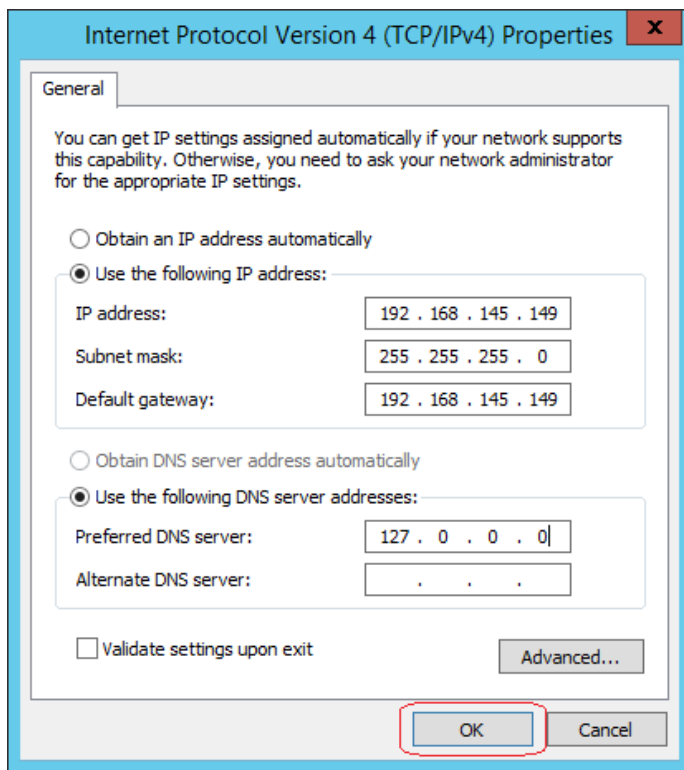 Internet Protocol Version 4 (TCP/IPv4) Properties
x
General
You can get IP settings assigned automatically if your network supports
this capability. Otherwise, you need to ask your network administrator
for the appropriate IP settings.
Obtain an IP address automatically
Use the following IP address:
IP address: 192 . 168 . 145 . 149
Subnet mask: 255 . 255 . 255 . 0
Default gateway: 192 . 168 . 145 . 149
Obtain DNS server address automatically
Use the following DNS server addresses:
Preferred DNS server: 127 . 0 . 0 . 0
Alternate DNS server: . . .
Validate settings upon exit
Advanced...
OK Cancel